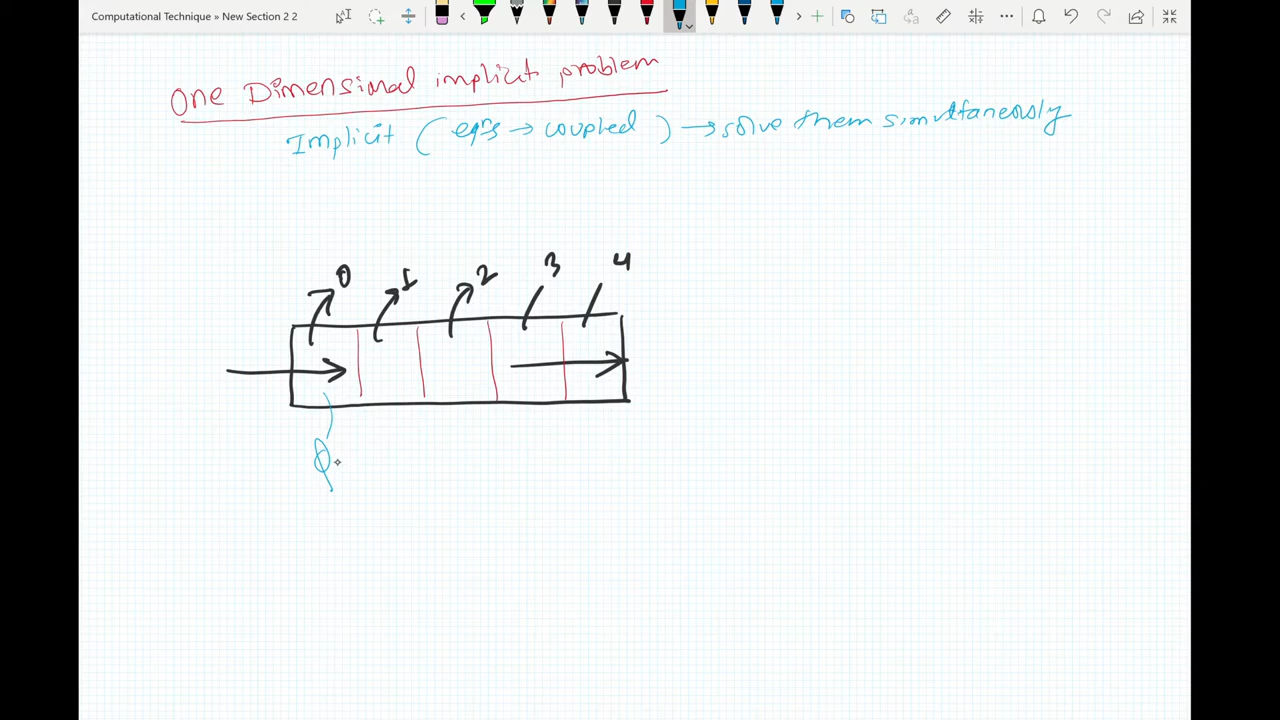 Computational Technique » New Section 2 2
One Dimensional implicit problem
Implicit ( eqⁿs → coupled ) → solve them simultaneously
0 1 2 3 4
φ